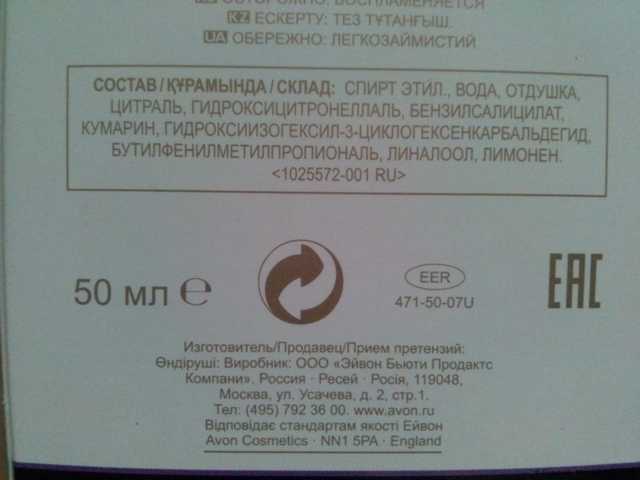 ОСТОРОЖНО: ВОСПЛАМЕНЯЕТСЯ
KZ ЕСКЕРТУ: ТЕЗ ТҰТАНҒЫШ.
UA ОБЕРЕЖНО: ЛЕГКОЗАЙМИСТИЙ
СОСТАВ / ҚҰРАМЫНДА / СКЛАД: СПИРТ ЭТИЛ., ВОДА, ОТДУШКА,
ЦИТРАЛЬ, ГИДРОКСИЦИТРОНЕЛЛАЛЬ, БЕНЗИЛСАЛИЦИЛАТ,
КУМАРИН, ГИДРОКСИИЗОГЕКСИЛ-3-ЦИКЛОГЕКСЕНКАРБАЛЬДЕГИД,
БУТИЛФЕНИЛМЕТИЛПРОПИОНАЛЬ, ЛИНАЛООЛ, ЛИМОНЕН.
<1025572-001 RU>
50 мл ℮
EER
471-50-07U
EAC
Изготовитель/Продавец/Прием претензий:
Өндіруші: Виробник: ООО «Эйвон Бьюти Продактс
Компани». Россия · Ресей · Росія, 119048,
Москва, ул. Усачева, д. 2, стр.1.
Тел: (495) 792 36 00. www.avon.ru
Відповідає стандартам якості Ейвон
Avon Cosmetics · NN1 5PA · England